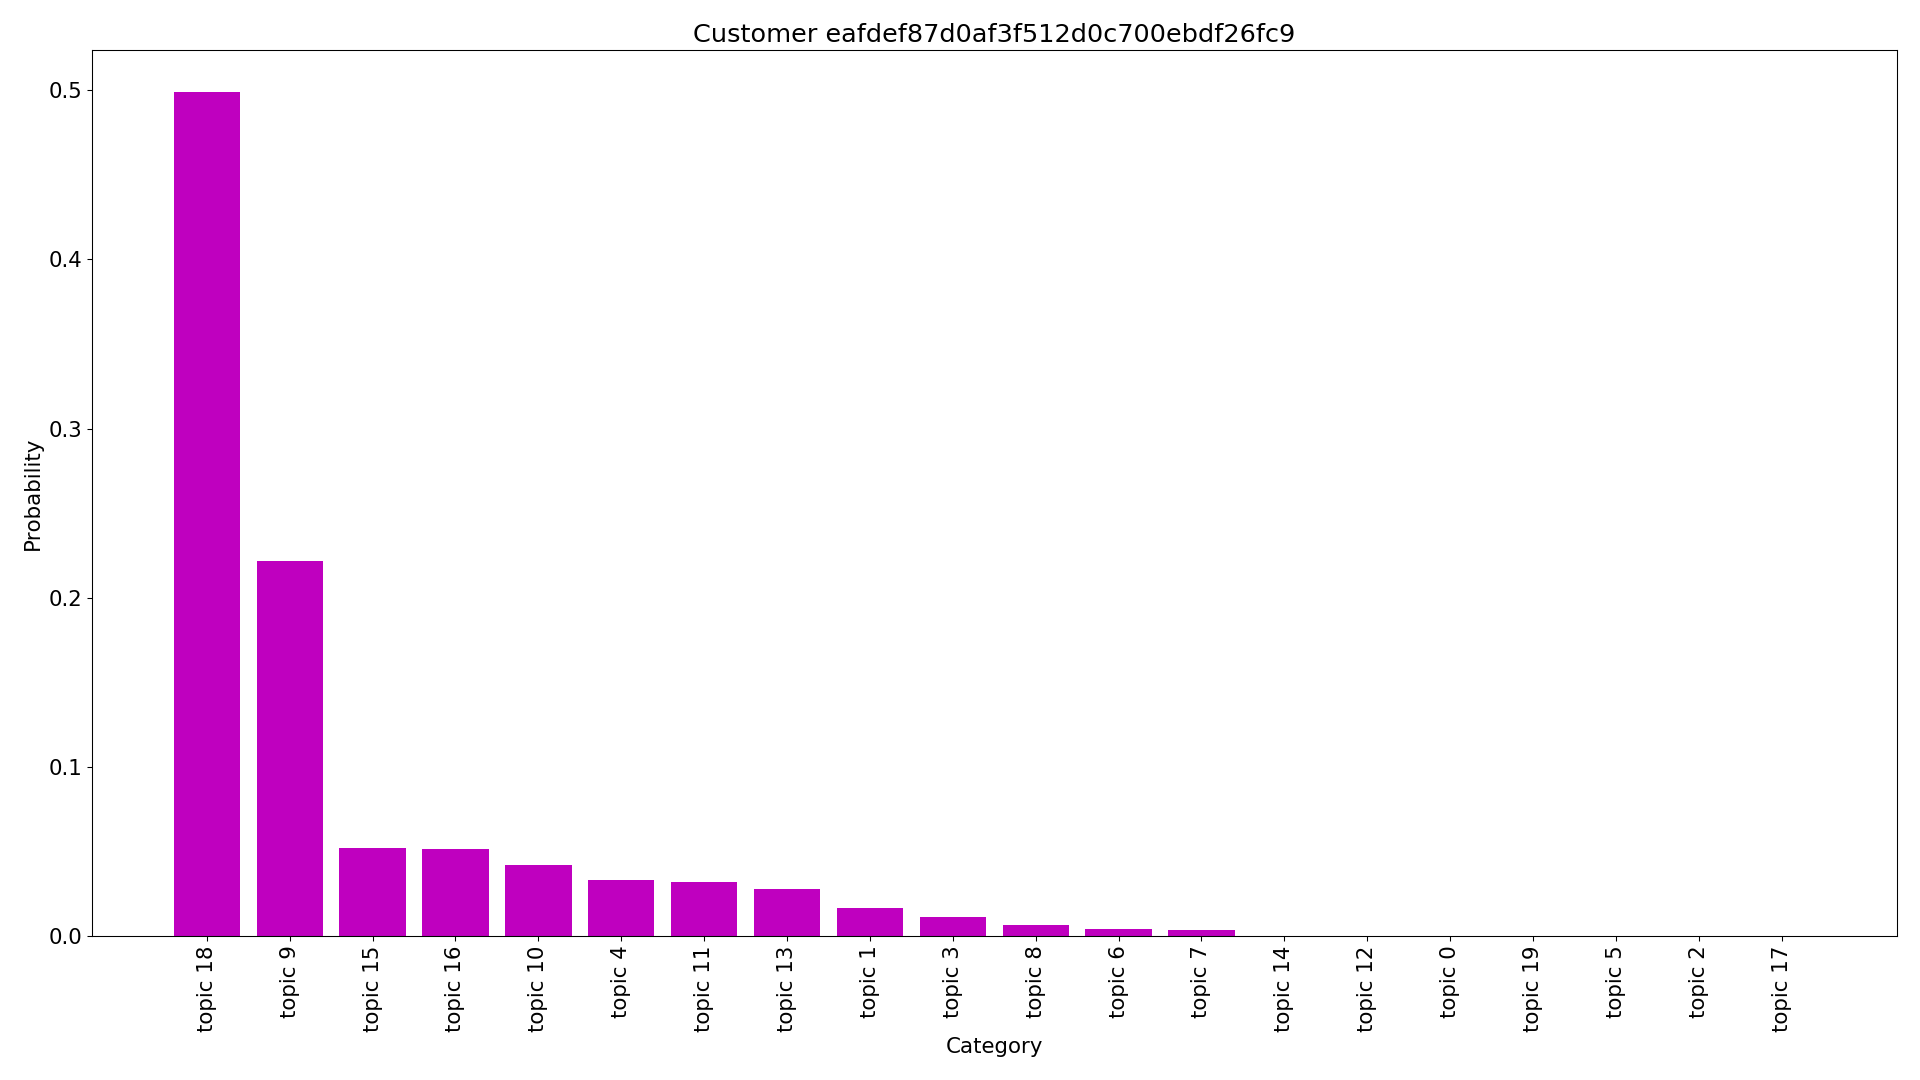 Customer eafdef87d0af3f512d0c700ebdf26fc9
Probability
0.5
0.4
0.3
0.2
0.1
0.0
topic 18
topic 9
topic 15
topic 16
topic 10
topic 4
topic 11
topic 13
topic 1
topic 3
topic 8
topic 6
topic 7
topic 14
topic 12
topic 0
topic 19
topic 5
topic 2
topic 17
Category